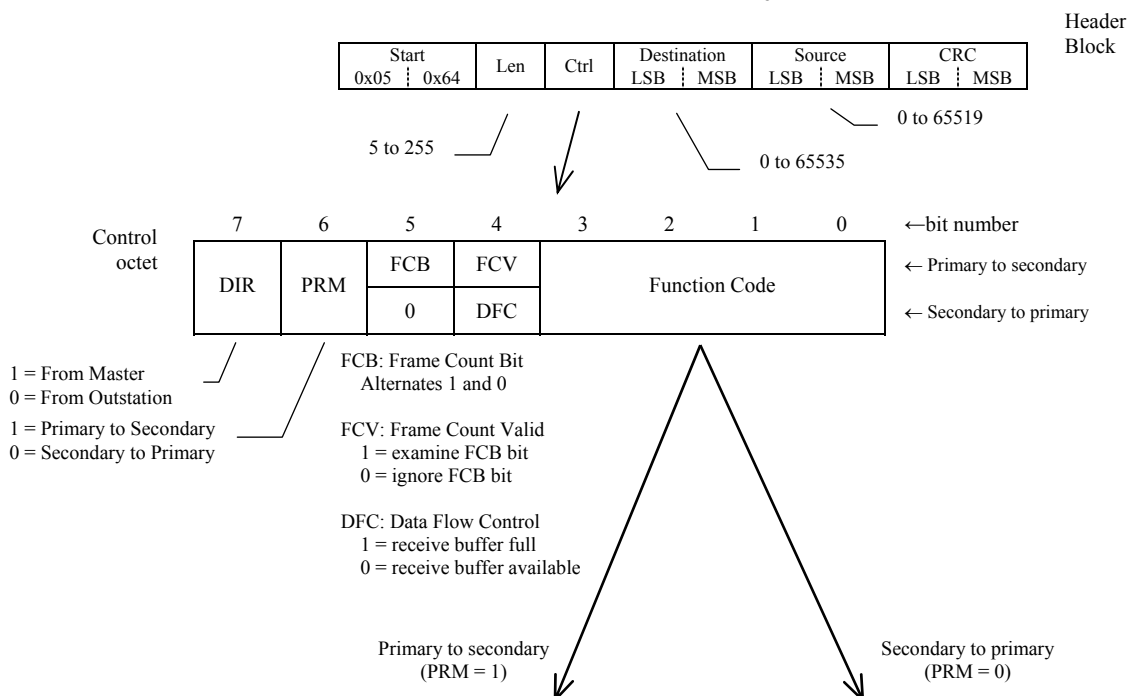 Header
Block
Start Len Ctrl Destination Source CRC
0x05 0x64 LSB MSB LSB MSB LSB MSB
5 to 255
0 to 65535
0 to 65519
Control
octet
7 6 5 4 3 2 1 0 ←bit number
DIR PRM FCB FCV Function Code ← Primary to secondary
0 DFC ← Secondary to primary
1 = From Master
0 = From Outstation
1 = Primary to Secondary
0 = Secondary to Primary
FCB: Frame Count Bit
Alternates 1 and 0
FCV: Frame Count Valid
1 = examine FCB bit
0 = ignore FCB bit
DFC: Data Flow Control
1 = receive buffer full
0 = receive buffer available
Primary to secondary
(PRM = 1)
Secondary to primary
(PRM = 0)